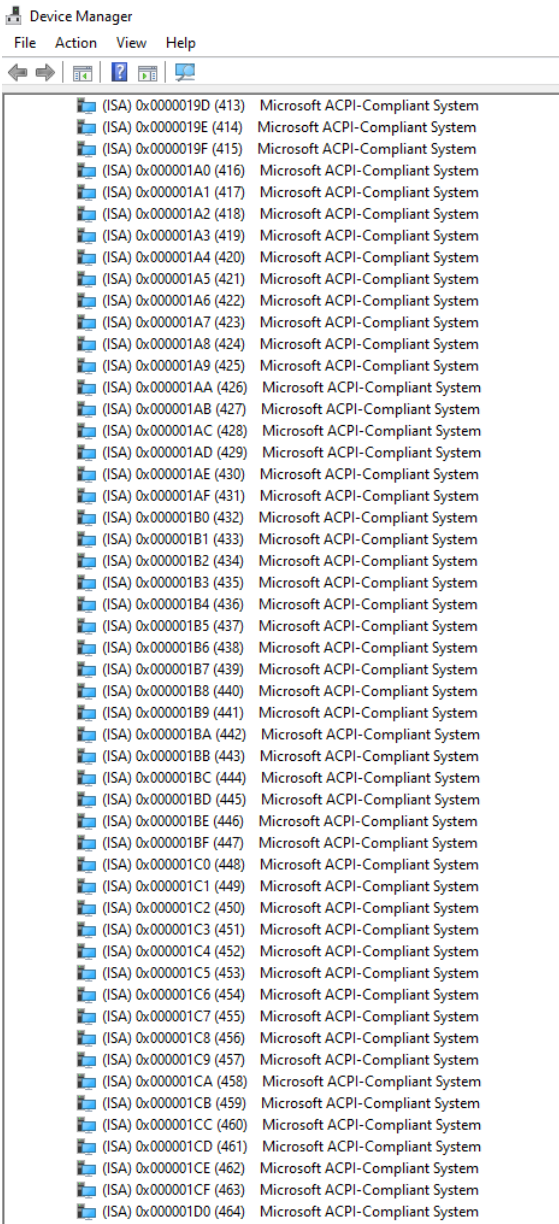 Device Manager
File Action View Help
(ISA) 0x0000019D (413) Microsoft ACPI-Compliant System
(ISA) 0x0000019E (414) Microsoft ACPI-Compliant System
(ISA) 0x0000019F (415) Microsoft ACPI-Compliant System
(ISA) 0x000001A0 (416) Microsoft ACPI-Compliant System
(ISA) 0x000001A1 (417) Microsoft ACPI-Compliant System
(ISA) 0x000001A2 (418) Microsoft ACPI-Compliant System
(ISA) 0x000001A3 (419) Microsoft ACPI-Compliant System
(ISA) 0x000001A4 (420) Microsoft ACPI-Compliant System
(ISA) 0x000001A5 (421) Microsoft ACPI-Compliant System
(ISA) 0x000001A6 (422) Microsoft ACPI-Compliant System
(ISA) 0x000001A7 (423) Microsoft ACPI-Compliant System
(ISA) 0x000001A8 (424) Microsoft ACPI-Compliant System
(ISA) 0x000001A9 (425) Microsoft ACPI-Compliant System
(ISA) 0x000001AA (426) Microsoft ACPI-Compliant System
(ISA) 0x000001AB (427) Microsoft ACPI-Compliant System
(ISA) 0x000001AC (428) Microsoft ACPI-Compliant System
(ISA) 0x000001AD (429) Microsoft ACPI-Compliant System
(ISA) 0x000001AE (430) Microsoft ACPI-Compliant System
(ISA) 0x000001AF (431) Microsoft ACPI-Compliant System
(ISA) 0x000001B0 (432) Microsoft ACPI-Compliant System
(ISA) 0x000001B1 (433) Microsoft ACPI-Compliant System
(ISA) 0x000001B2 (434) Microsoft ACPI-Compliant System
(ISA) 0x000001B3 (435) Microsoft ACPI-Compliant System
(ISA) 0x000001B4 (436) Microsoft ACPI-Compliant System
(ISA) 0x000001B5 (437) Microsoft ACPI-Compliant System
(ISA) 0x000001B6 (438) Microsoft ACPI-Compliant System
(ISA) 0x000001B7 (439) Microsoft ACPI-Compliant System
(ISA) 0x000001B8 (440) Microsoft ACPI-Compliant System
(ISA) 0x000001B9 (441) Microsoft ACPI-Compliant System
(ISA) 0x000001BA (442) Microsoft ACPI-Compliant System
(ISA) 0x000001BB (443) Microsoft ACPI-Compliant System
(ISA) 0x000001BC (444) Microsoft ACPI-Compliant System
(ISA) 0x000001BD (445) Microsoft ACPI-Compliant System
(ISA) 0x000001BE (446) Microsoft ACPI-Compliant System
(ISA) 0x000001BF (447) Microsoft ACPI-Compliant System
(ISA) 0x000001C0 (448) Microsoft ACPI-Compliant System
(ISA) 0x000001C1 (449) Microsoft ACPI-Compliant System
(ISA) 0x000001C2 (450) Microsoft ACPI-Compliant System
(ISA) 0x000001C3 (451) Microsoft ACPI-Compliant System
(ISA) 0x000001C4 (452) Microsoft ACPI-Compliant System
(ISA) 0x000001C5 (453) Microsoft ACPI-Compliant System
(ISA) 0x000001C6 (454) Microsoft ACPI-Compliant System
(ISA) 0x000001C7 (455) Microsoft ACPI-Compliant System
(ISA) 0x000001C8 (456) Microsoft ACPI-Compliant System
(ISA) 0x000001C9 (457) Microsoft ACPI-Compliant System
(ISA) 0x000001CA (458) Microsoft ACPI-Compliant System
(ISA) 0x000001CB (459) Microsoft ACPI-Compliant System
(ISA) 0x000001CC (460) Microsoft ACPI-Compliant System
(ISA) 0x000001CD (461) Microsoft ACPI-Compliant System
(ISA) 0x000001CE (462) Microsoft ACPI-Compliant System
(ISA) 0x000001CF (463) Microsoft ACPI-Compliant System
(ISA) 0x000001D0 (464) Microsoft ACPI-Compliant System